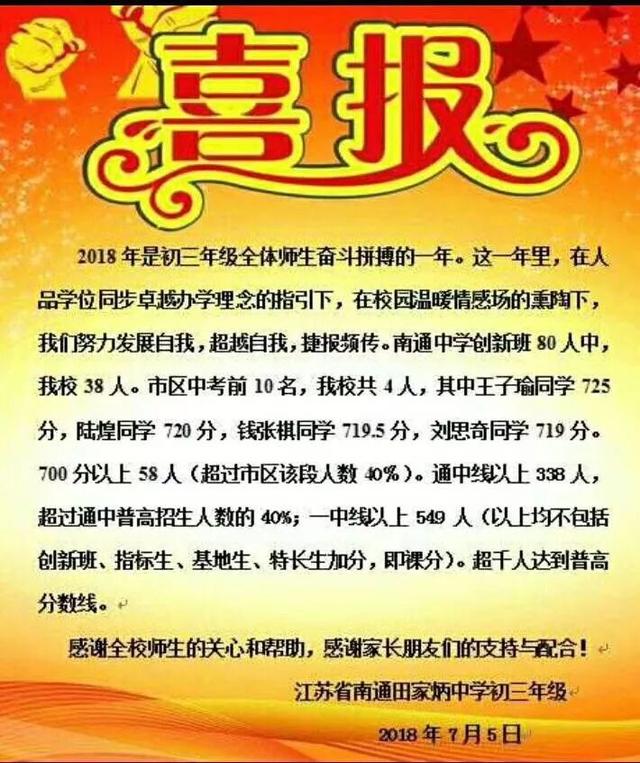 喜报
2018 年是初三年级全体师生奋斗拼搏的一年。这一年里，在人
品学位同步卓越办学理念的指引下，在校园温暖情感场的熏陶下，
我们努力发展自我，超越自我，捷报频传。南通中学创新班 80 人中，
我校 38 人。市区中考前 10 名，我校共 4 人，其中王子瑜同学 725
分，陆煌同学 720 分，钱张棋同学 719.5 分，刘思奇同学 719 分。
700 分以上 58 人（超过市区该段人数 40%）。通中线以上 338 人，
超过通中普高招生人数的 40%；一中线以上 549 人（以上均不包括
创新班、指标生、基地生、特长生加分，即裸分）。超千人达到普高
分数线。
感谢全校师生的关心和帮助，感谢家长朋友们的支持与配合！
江苏省南通田家炳中学初三年级
2018 年 7 月 5 日